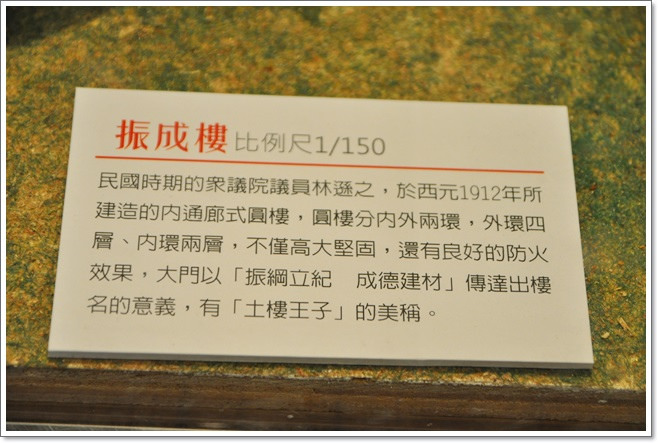 振成樓 比例尺1/150
民國時期的眾議院議員林遜之，於西元1912年所
建造的內通廊式圓樓，圓樓分內外兩環，外環四
層、內環兩層，不僅高大堅固，還有良好的防火
效果，大門以「振綱立紀　成德建材」傳達出樓
名的意義，有「土樓王子」的美稱。